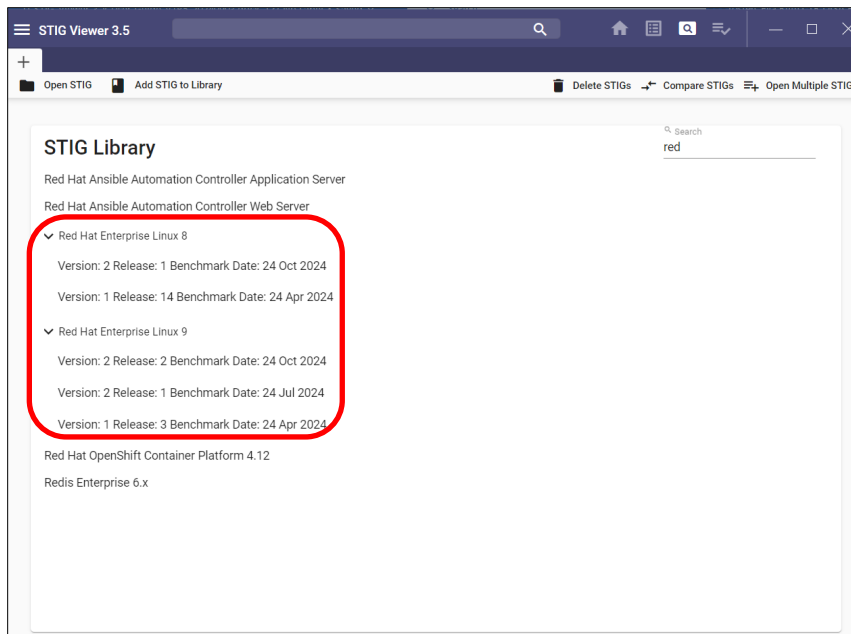 STIG Viewer 3.5
Open STIG
Add STIG to Library
Delete STIGs
Compare STIGs
Open Multiple STIG
STIG Library
Search
red
Red Hat Ansible Automation Controller Application Server
Red Hat Ansible Automation Controller Web Server
Red Hat Enterprise Linux 8
Version: 2 Release: 1 Benchmark Date: 24 Oct 2024
Version: 1 Release: 14 Benchmark Date: 24 Apr 2024
Red Hat Enterprise Linux 9
Version: 2 Release: 2 Benchmark Date: 24 Oct 2024
Version: 2 Release: 1 Benchmark Date: 24 Jul 2024
Version: 1 Release: 3 Benchmark Date: 24 Apr 2024
Red Hat OpenShift Container Platform 4.12
Redis Enterprise 6.x